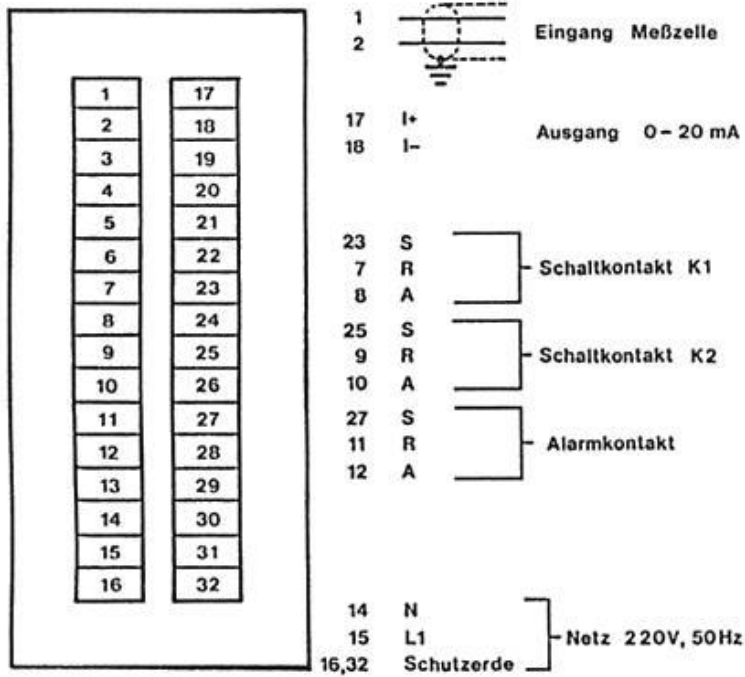 1 17
2 18
3 19
4 20
5 21
6 22
7 23
8 24
9 25
10 26
11 27
12 28
13 29
14 30
15 31
16 32
1
2
Eingang Meßzelle
17 I+
18 I-
Ausgang 0-20 mA
23 S
7 R
8 A
Schaltkontakt K1
25 S
9 R
10 A
Schaltkontakt K2
27 S
11 R
12 A
Alarmkontakt
14 N
15 L1
16,32 Schutzerde
Netz 220V, 50Hz